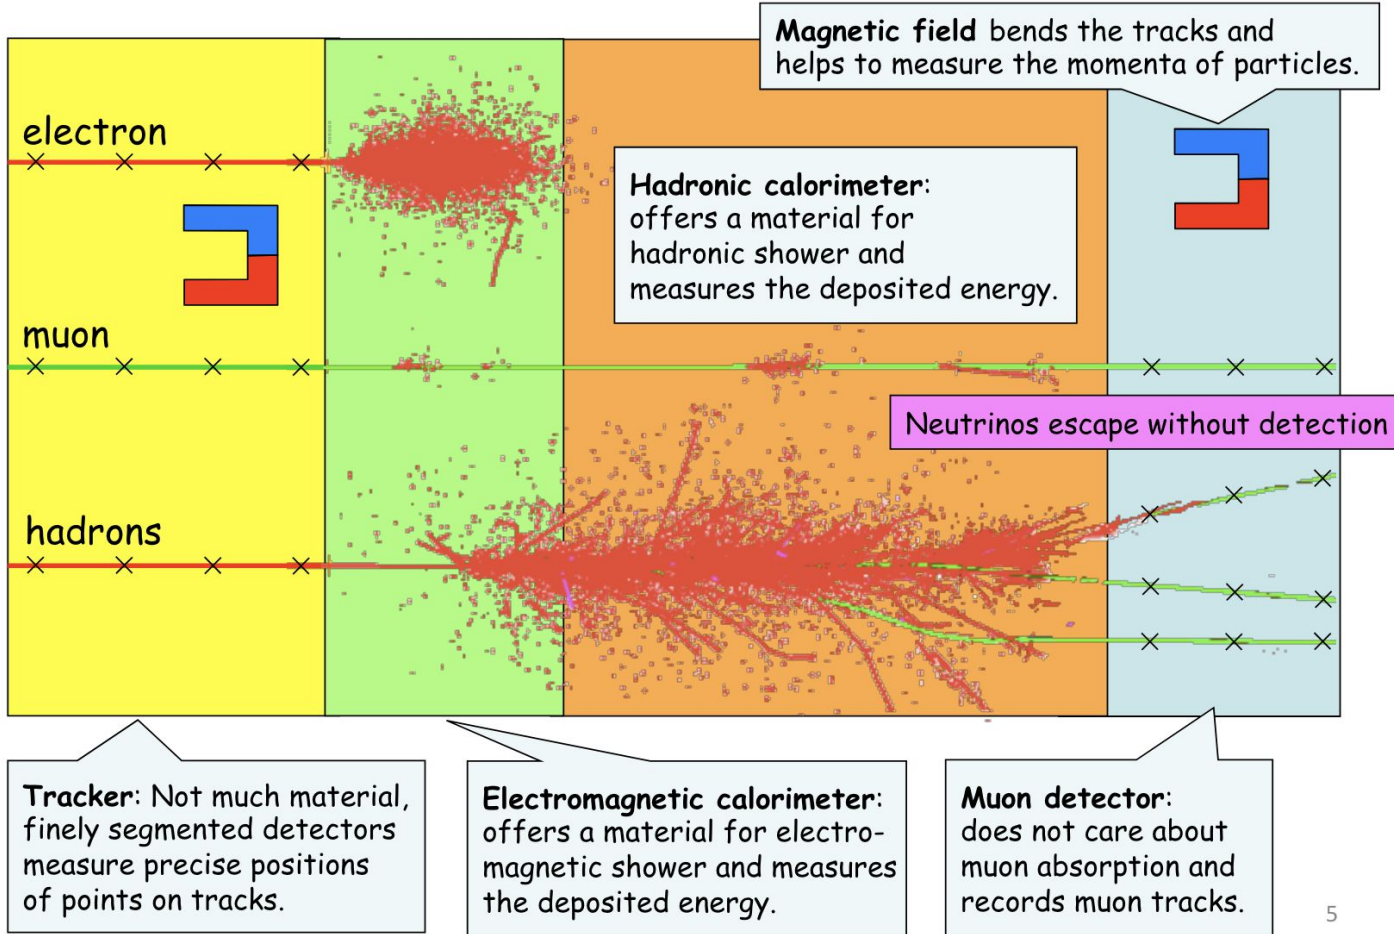 Magnetic field bends the tracks and
helps to measure the momenta of particles.
electron
Hadronic calorimeter:
offers a material for
hadronic shower and
measures the deposited energy.
muon
Neutrinos escape without detection
hadrons
Tracker: Not much material,
finely segmented detectors
measure precise positions
of points on tracks.
Electromagnetic calorimeter:
offers a material for electro-
magnetic shower and measures
the deposited energy.
Muon detector:
does not care about
muon absorption and
records muon tracks.
5